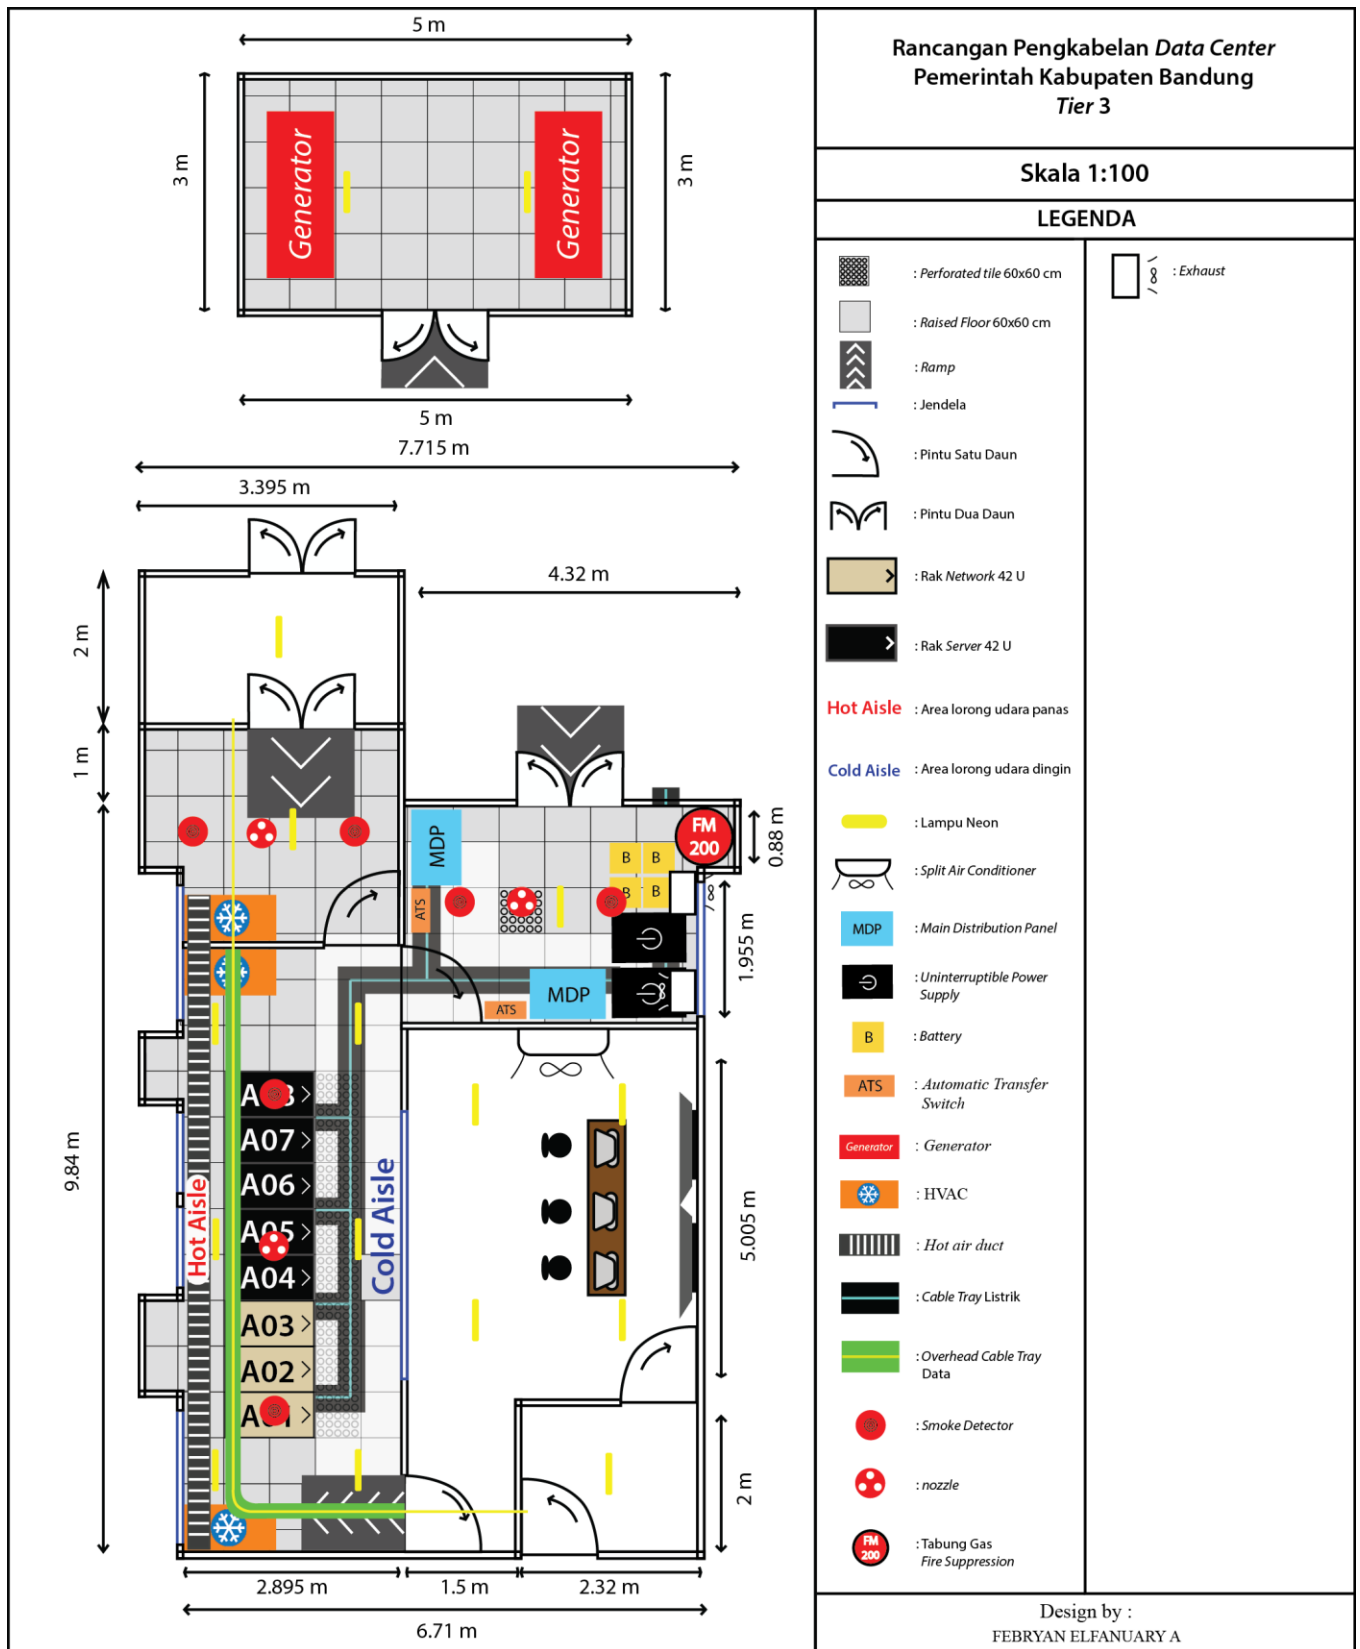 5 m
3 m
Generator
Generator
3 m
5 m
7.715 m
3.395 m
4.32 m
2 m
1 m
9.84 m
MDP
ATS
B
B
B
B
FM
200
0.88 m
1.955 m
ATS
MDP
5.005 m
2 m
A07
A06
A05
A04
A03
A02
Hot Aisle
Cold Aisle
2.895 m
1.5 m
2.32 m
6.71 m
Rancangan Pengkabelan Data Center
Pemerintah Kabupaten Bandung
Tier 3
Skala 1:100
LEGENDA
: Perforated tile 60x60 cm
: Raised Floor 60x60 cm
: Ramp
: Jendela
: Pintu Satu Daun
: Pintu Dua Daun
: Rak Network 42 U
: Rak Server 42 U
Hot Aisle : Area lorong udara panas
Cold Aisle : Area lorong udara dingin
: Lampu Neon
: Split Air Conditioner
MDP : Main Distribution Panel
: Uninterruptible Power
Supply
B : Battery
ATS : Automatic Transfer
Switch
Generator : Generator
: HVAC
: Hot air duct
: Cable Tray Listrik
: Overhead Cable Tray
Data
: Smoke Detector
: nozzle
FM
200
: Tabung Gas
Fire Suppression
: Exhaust
Design by :
FEBRYAN ELFANUARY A